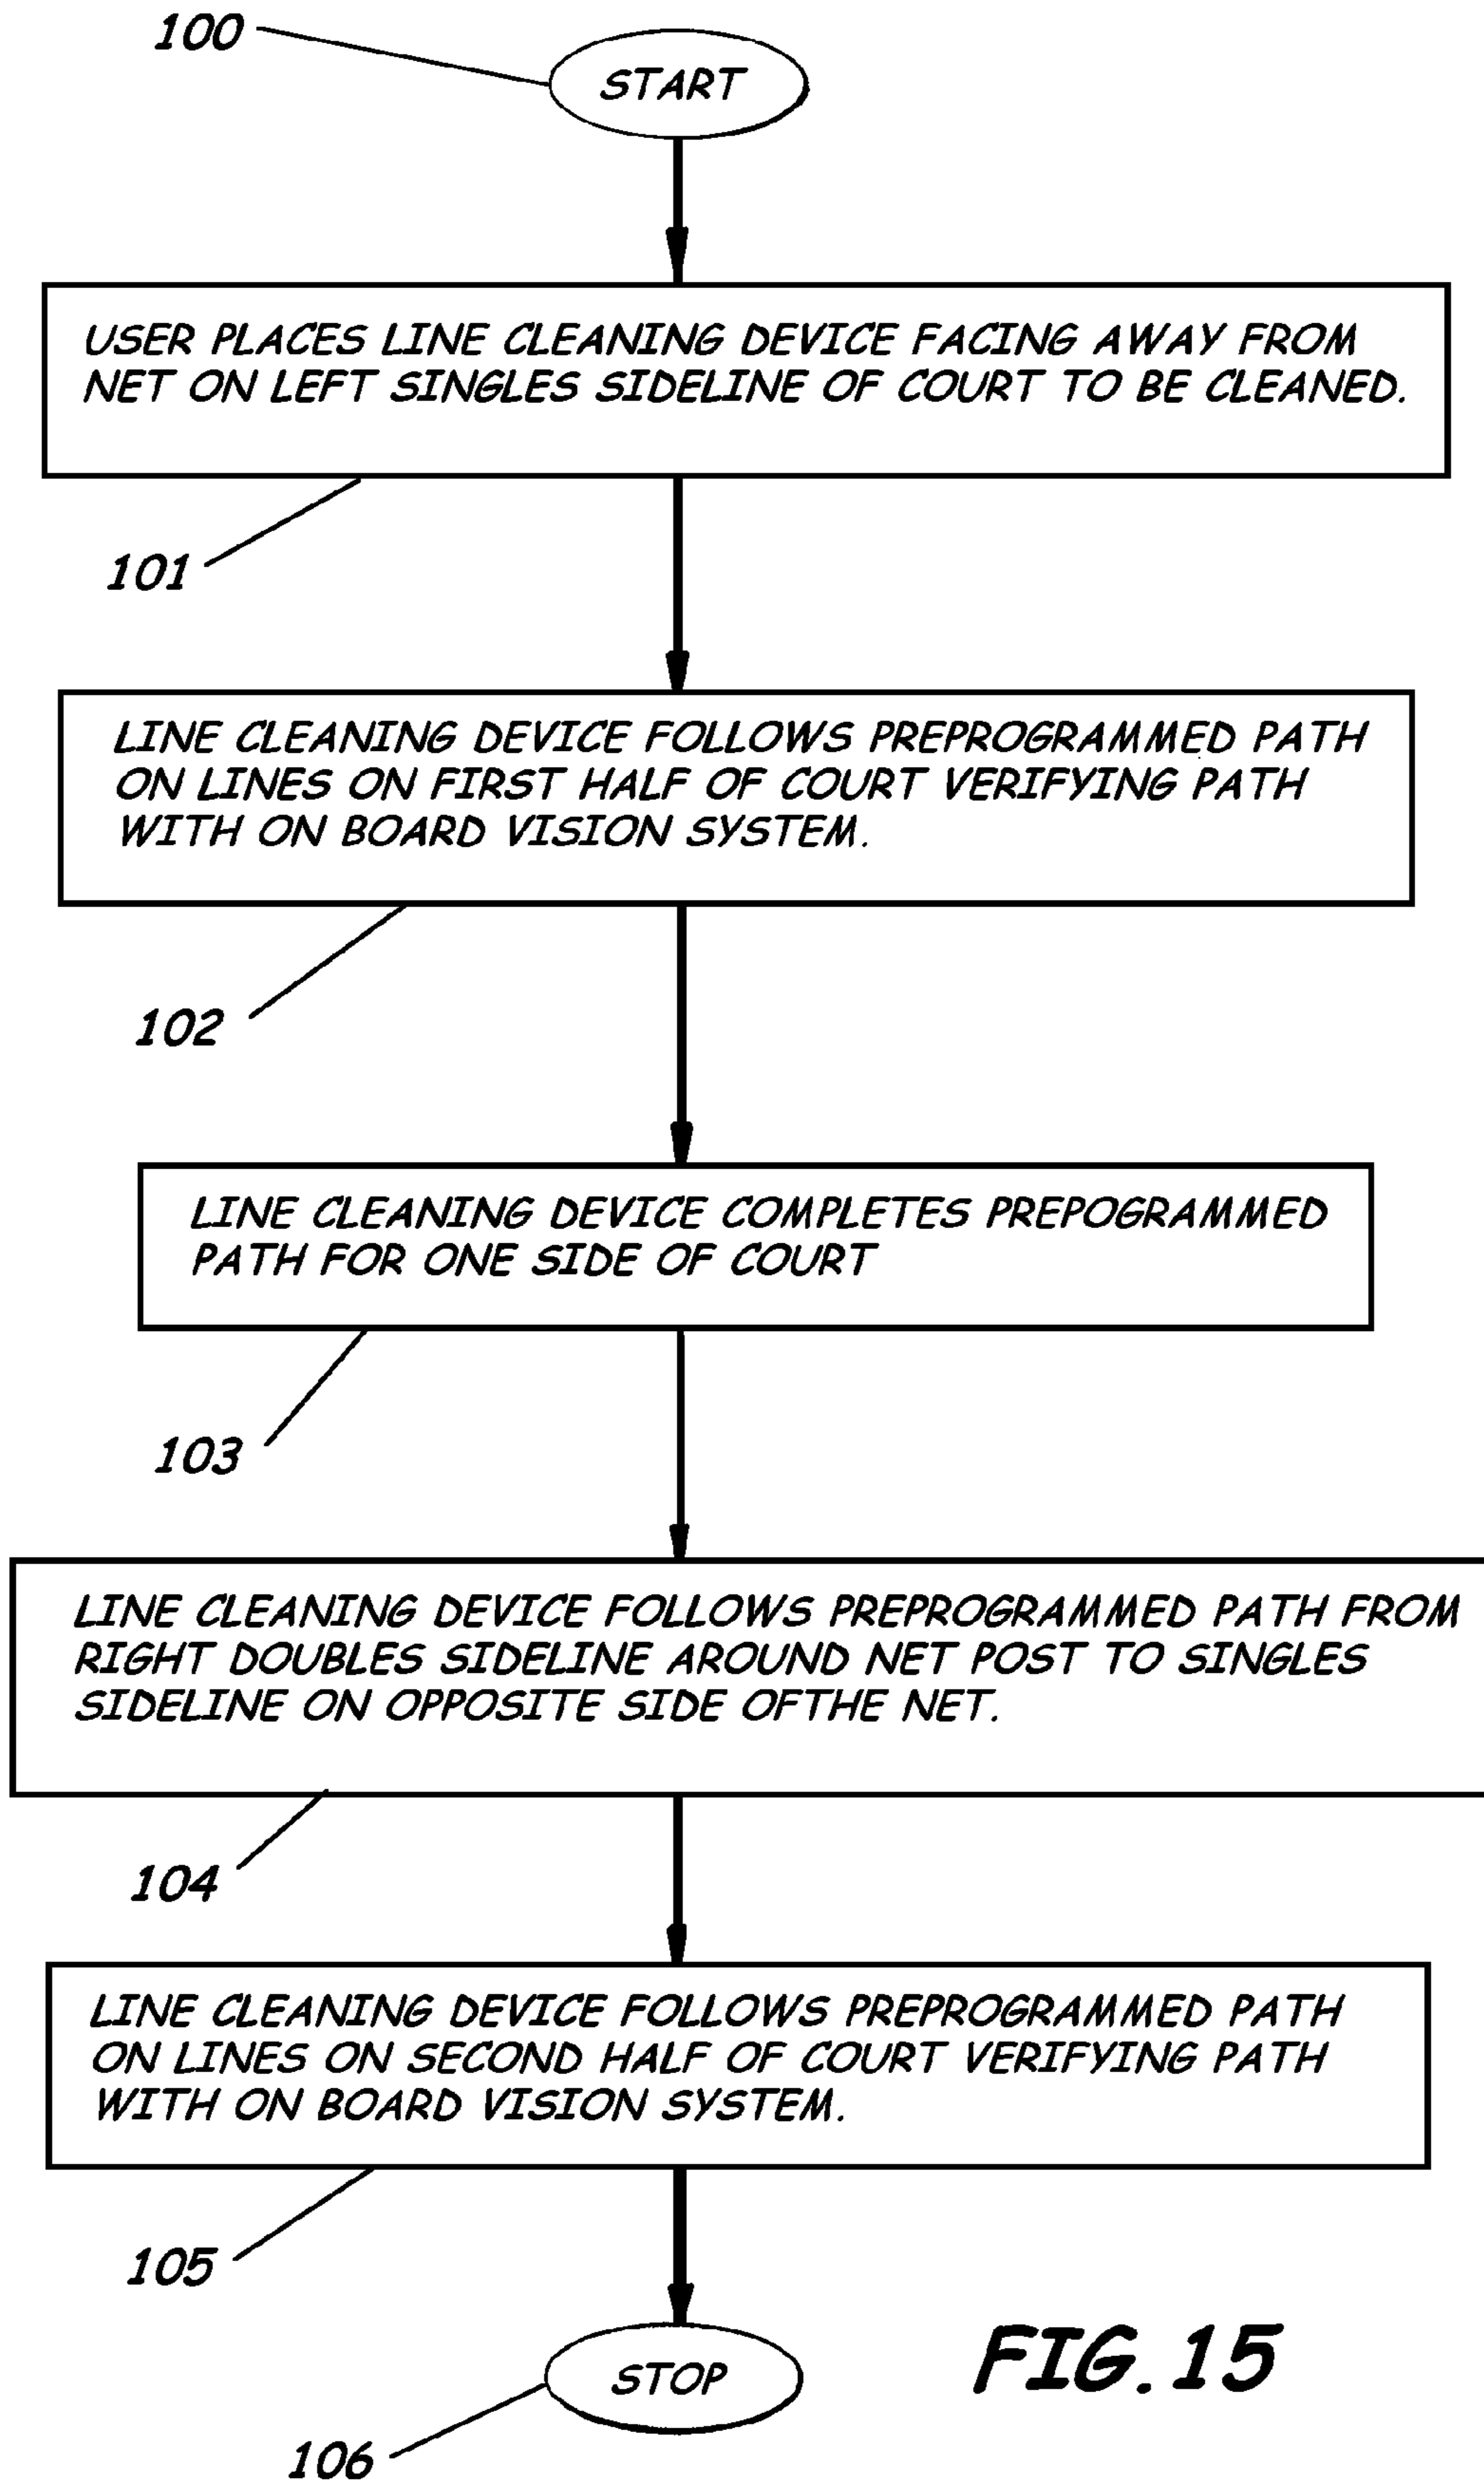 100
START
USER PLACES LINE CLEANING DEVICE FACING AWAY FROM
NET ON LEFT SINGLES SIDELINE OF COURT TO BE CLEANED.
101
LINE CLEANING DEVICE FOLLOWS PREPROGRAMMED PATH
ON LINES ON FIRST HALF OF COURT VERIFYING PATH
WITH ON BOARD VISION SYSTEM.
102
LINE CLEANING DEVICE COMPLETES PREPOGRAMMED
PATH FOR ONE SIDE OF COURT
103
LINE CLEANING DEVICE FOLLOWS PREPROGRAMMED PATH FROM
RIGHT DOUBLES SIDELINE AROUND NET POST TO SINGLES
SIDELINE ON OPPOSITE SIDE OFTHE NET.
104
LINE CLEANING DEVICE FOLLOWS PREPROGRAMMED PATH
ON LINES ON SECOND HALF OF COURT VERIFYING PATH
WITH ON BOARD VISION SYSTEM.
105
STOP
FIG. 15
106